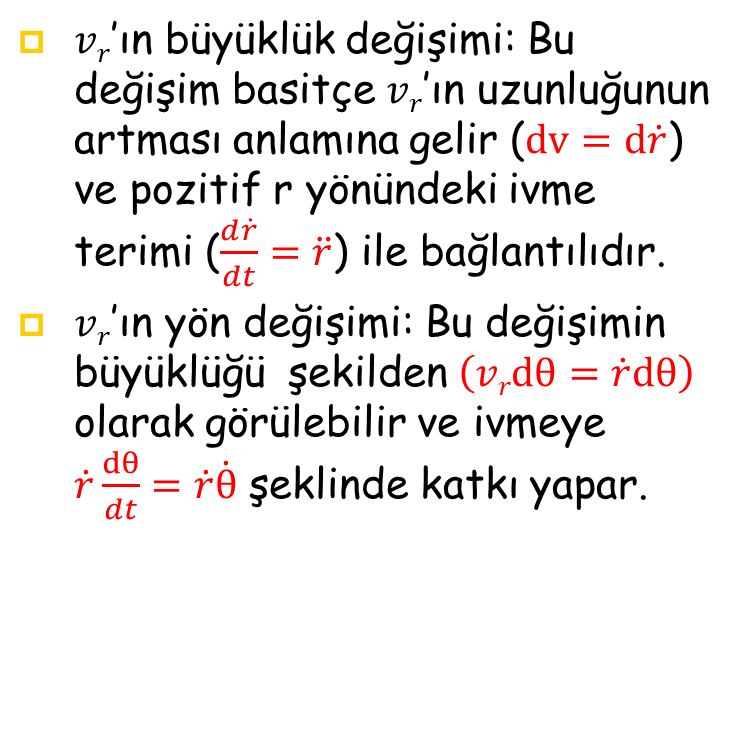 𝑣ᵣ'ın büyüklük değişimi: Bu
değişim basitçe 𝑣ᵣ'ın uzunluğunun
artması anlamına gelir (dv = dṙ)
ve pozitif r yönündeki ivme
terimi (dṙ/dt = r̈) ile bağlantılıdır.
𝑣ᵣ'ın yön değişimi: Bu değişimin
büyüklüğü şekilden (𝑣ᵣdθ = ṙdθ)
olarak görülebilir ve ivmeye
ṙ dθ/dt = ṙθ̇ şeklinde katkı yapar.